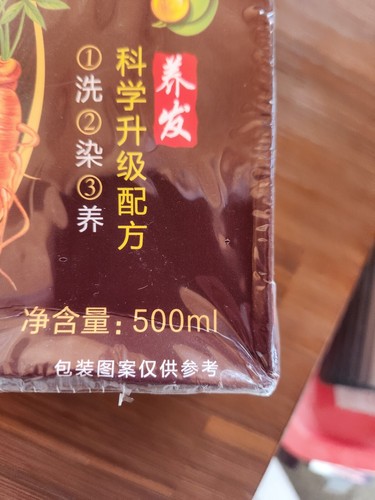 养发
科学升级配方
①洗②染③养
净含量：500ml
包装图案仅供参考